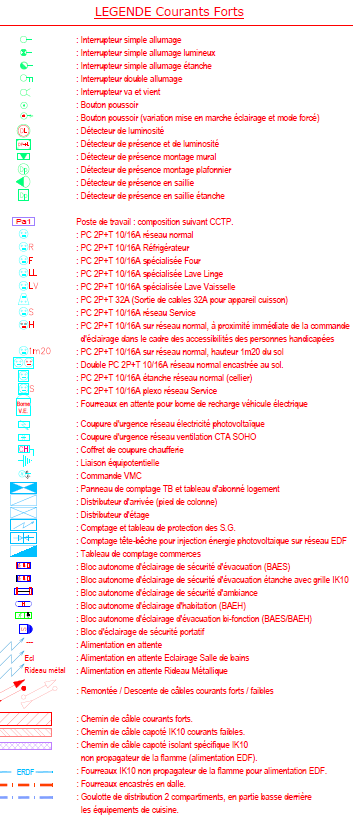 LEGENDE Courants Forts
: Interrupteur simple allumage
: Interrupteur simple allumage lumineux
: Interrupteur simple allumage étanche
: Interrupteur double allumage
: Interrupteur va et vient
: Bouton poussoir
: Bouton poussoir (variation mise en marche éclairage et mode forcé)
: Détecteur de luminosité
: Détecteur de présence et de luminosité
: Détecteur de présence montage mural
: Détecteur de présence montage plafonnier
: Détecteur de présence en saillie
: Détecteur de présence en saillie étanche
Pa1 Poste de travail : composition suivant CCTP.
: PC 2P+T 10/16A réseau normal
R : PC 2P+T 10/16A Réfrigérateur
F : PC 2P+T 10/16A spécialisée Four
LL : PC 2P+T 10/16A spécialisée Lave Linge
LV : PC 2P+T 10/16A spécialisée Lave Vaisselle
: PC 2P+T 32A (Sortie de cables 32A pour appareil cuisson)
S : PC 2P+T 10/16A réseau Service
H : PC 2P+T 10/16A sur réseau normal, à proximité immédiate de la commande
d'éclairage dans le cadre des accessibilités des personnes handicapées
1m20 : PC 2P+T 10/16A sur réseau normal, hauteur 1m20 du sol
: Double PC 2P+T 10/16A réseau normal encastrée au sol.
: PC 2P+T 10/16A étanche réseau normal (cellier)
S : PC 2P+T 10/16A plexo réseau Service
Borne V.E. : Fourreaux en attente pour borne de recharge véhicule électrique
: Coupure d'urgence réseau électricité photovoltaïque
: Coupure d'urgence réseau ventilation CTA SOHO
: Coffret de coupure chaufferie
: Liaison équipotentielle
: Commande VMC
: Panneau de comptage TB et tableau d'abonné logement
: Distributeur d'arrivée (pied de colonne)
: Distributeur d'étage
: Comptage et tableau de protection des S.G.
: Comptage tête-bêche pour injection énergie photovoltaïque sur réseau EDF
: Tableau de comptage commerces
: Bloc autonome d'éclairage de sécurité d'évacuation (BAES)
: Bloc autonome d'éclairage de sécurité d'évacuation étanche avec grille IK10
: Bloc autonome d'éclairage de sécurité d'ambiance
: Bloc autonome d'éclairage d'habitation (BAEH)
: Bloc autonome d'éclairage d'évacuation bi-fonction (BAES/BAEH)
: Bloc d'éclairage de sécurité portatif
: Alimentation en attente
Ecl : Alimentation en attente Eclairage Salle de bains
Rideau métal : Alimentation en attente Rideau Métallique
: Remontée / Descente de câbles courants forts / faibles
: Chemin de câble courants forts.
: Chemin de câble capoté IK10 courants faibles.
: Chemin de câble capoté isolant spécifique IK10
non propagateur de la flamme (alimentation EDF).
ERDF : Fourreaux IK10 non propagateur de la flamme pour alimentation EDF.
: Fourreaux encastrés en dalle.
: Goulotte de distribution 2 compartiments, en partie basse derrière
les équipements de cuisine.